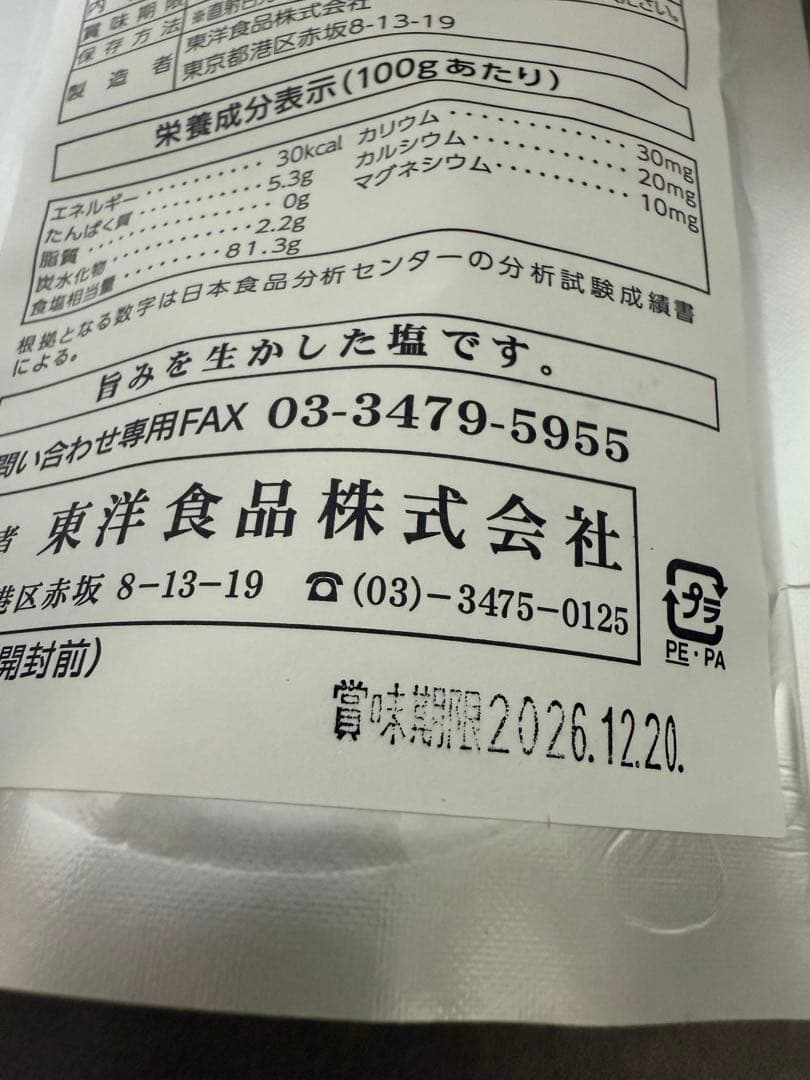 賞味期限
保存方法 ※直射日光
製造者 東洋食品株式会社
東京都港区赤坂8-13-19
栄養成分表示(100gあたり)
エネルギー・・・・・・・・・・30kcal
たんぱく質・・・・・・・・・・5.3g
脂質・・・・・・・・・・・・・・0g
炭水化物・・・・・・・・・・・2.2g
食塩相当量・・・・・・・・81.3g
カリウム・・・・・・・・・・・・30mg
カルシウム・・・・・・・・・・20mg
マグネシウム・・・・・・・・10mg
根拠となる数字は日本食品分析センターの分析試験成績書
による。
旨みを生かした塩です。
問い合わせ専用FAX 03-3479-5955
者 東洋食品株式会社
港区赤坂 8-13-19 ☎(03)-3475-0125
開封前)
プラ
PE・PA
賞味期限2026.12.20.